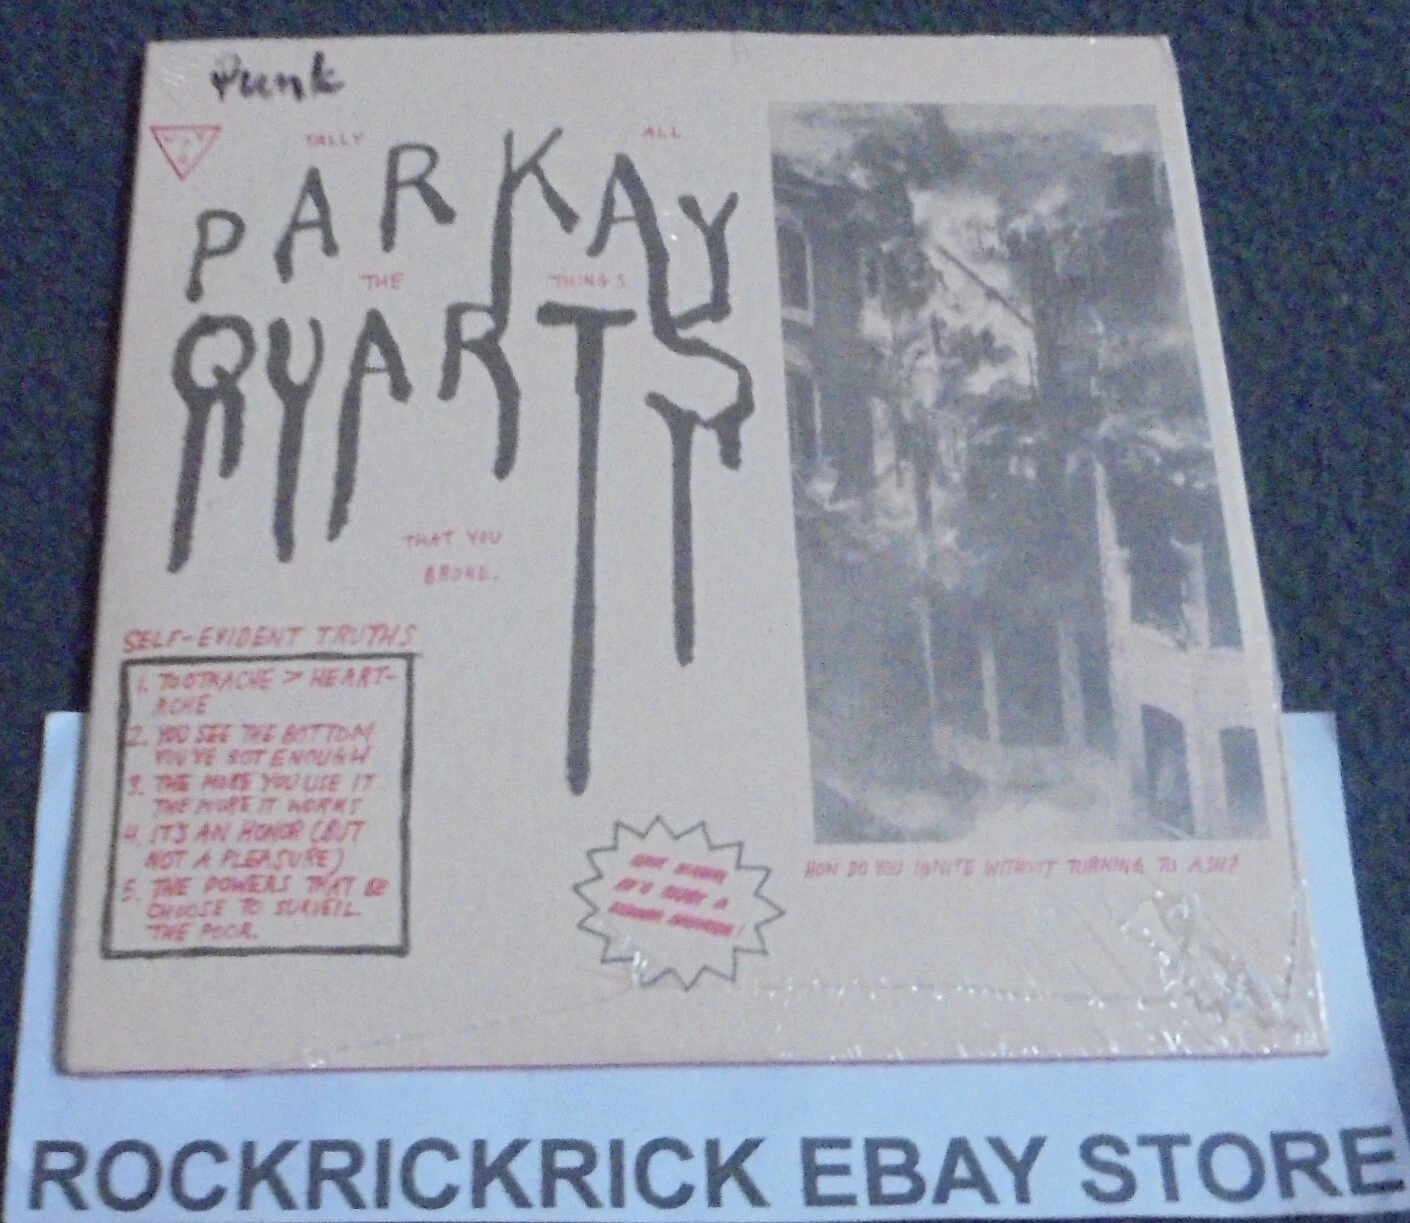 Punk
TALLY ALL
PARKAY
THE THINGS
QUARTS
THAT YOU
BROKE.
SELF-EVIDENT TRUTHS
1. TOOTHACHE > HEART-
ACHE
2. YOU SEE THE BOTTOM
YOU'VE GOT ENOUGH
3. THE MORE YOU USE IT
THE MORE IT WORKS
4. IT'S AN HONOR (BUT
NOT A PLEASURE)
5. THE POWERS THAT BE
CHOOSE TO SURVEIL
THE POOR.
HOW DO YOU IGNITE WITHOUT TURNING TO ASH?
ROCKRICKRICK EBAY STORE